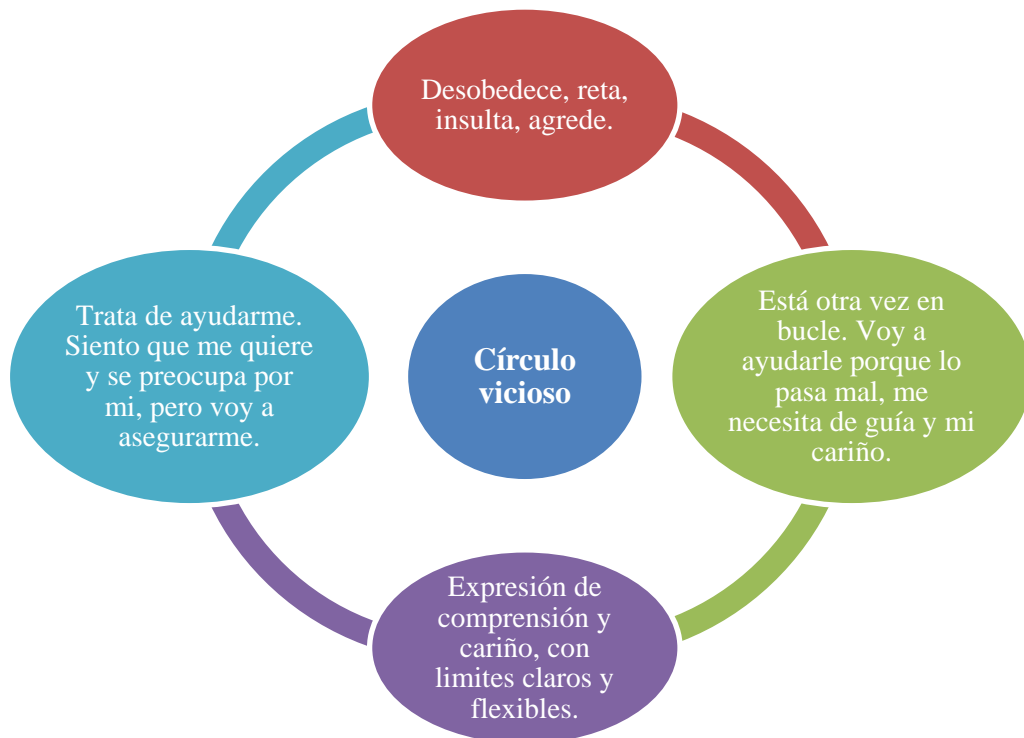 Desobedece, reta,
insulta, agrede.
Está otra vez en
bucle. Voy a
ayudarle porque lo
pasa mal, me
necesita de guía y mi
cariño.
Expresión de
comprensión y
cariño, con
limites claros y
flexibles.
Trata de ayudarme.
Siento que me quiere
y se preocupa por
mi, pero voy a
asegurarme.
Círculo
vicioso